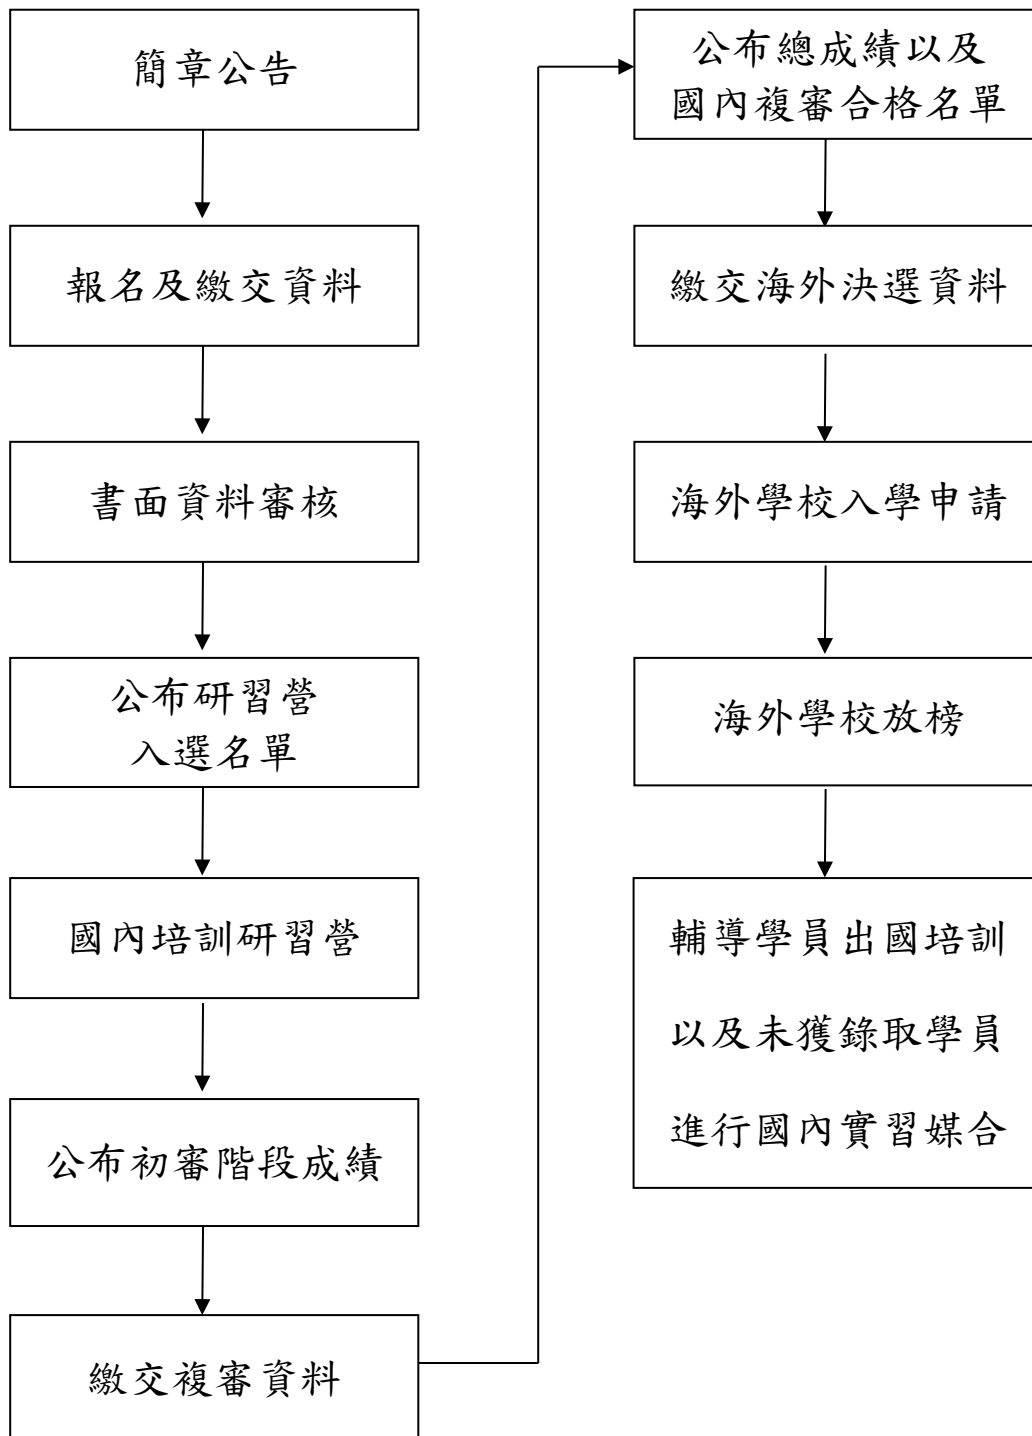 簡章公告
報名及繳交資料
書面資料審核
公布研習營
入選名單
國內培訓研習營
公布初審階段成績
繳交複審資料
公布總成績以及
國內複審合格名單
繳交海外決選資料
海外學校入學申請
海外學校放榜
輔導學員出國培訓
以及未獲錄取學員
進行國內實習媒合